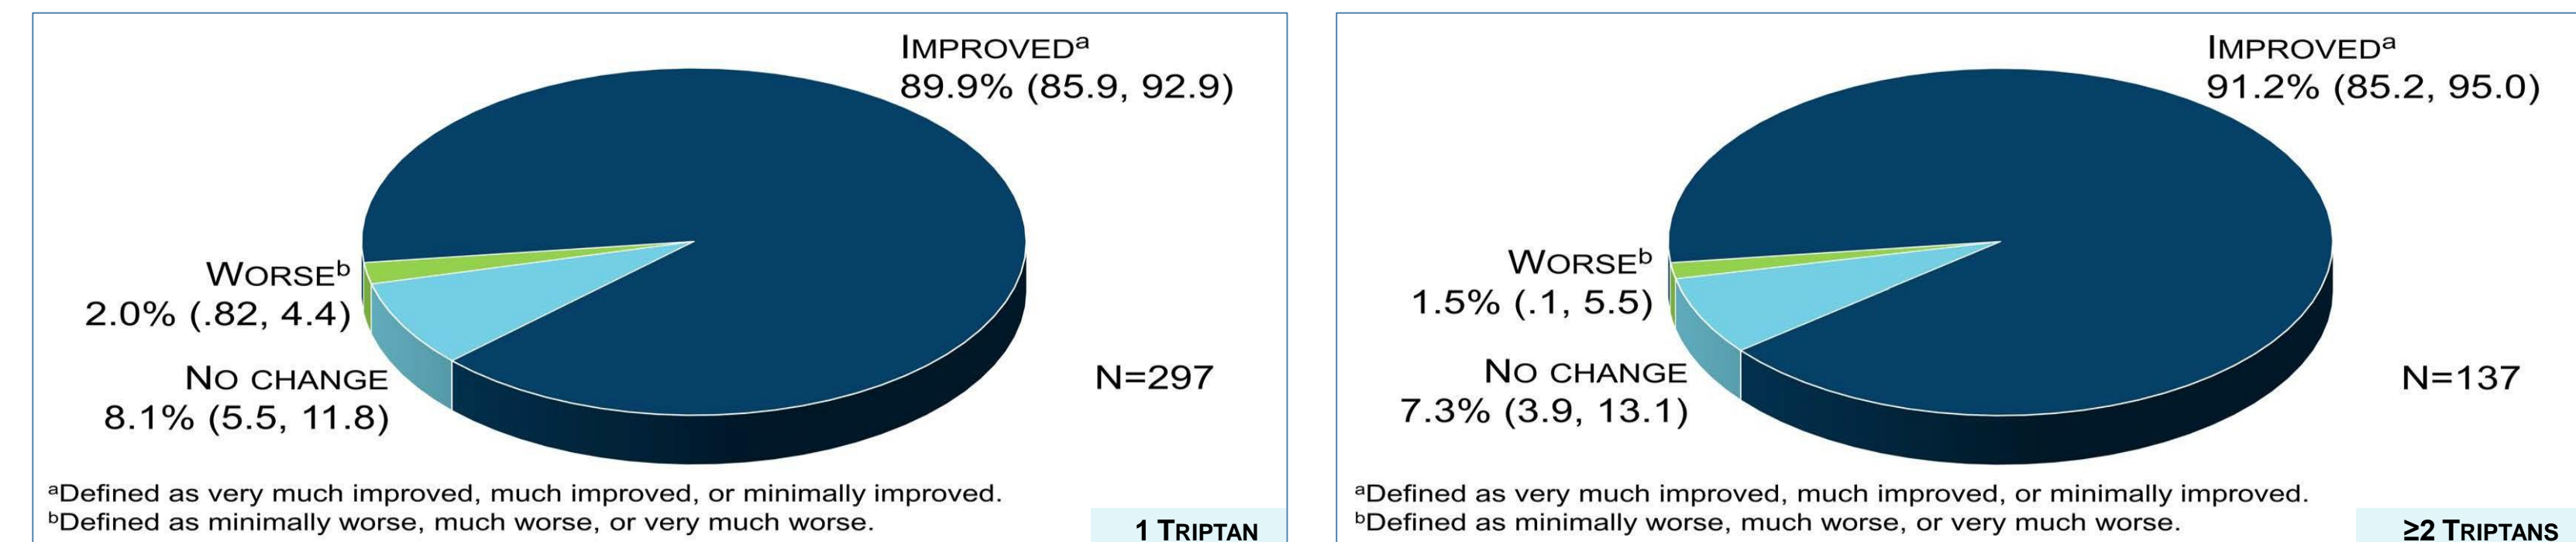 IMPROVEDᵃ
89.9% (85.9, 92.9)
WORSEᵇ
2.0% (.82, 4.4)
NO CHANGE
8.1% (5.5, 11.8)
N=297
ᵃDefined as very much improved, much improved, or minimally improved.
ᵇDefined as minimally worse, much worse, or very much worse.
1 TRIPTAN
IMPROVEDᵃ
91.2% (85.2, 95.0)
WORSEᵇ
1.5% (.1, 5.5)
NO CHANGE
7.3% (3.9, 13.1)
N=137
ᵃDefined as very much improved, much improved, or minimally improved.
ᵇDefined as minimally worse, much worse, or very much worse.
≥2 TRIPTANS